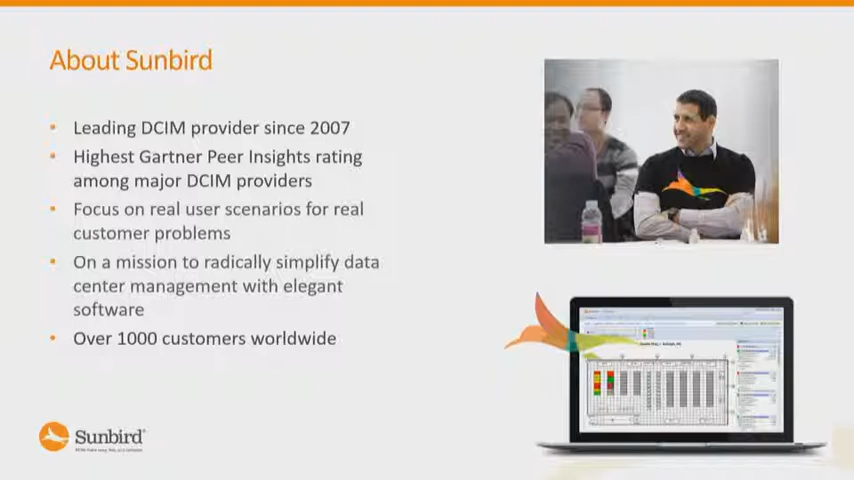 About Sunbird
• Leading DCIM provider since 2007
• Highest Gartner Peer Insights rating
among major DCIM providers
• Focus on real user scenarios for real
customer problems
• On a mission to radically simplify data
center management with elegant
software
• Over 1000 customers worldwide
Sunbird®